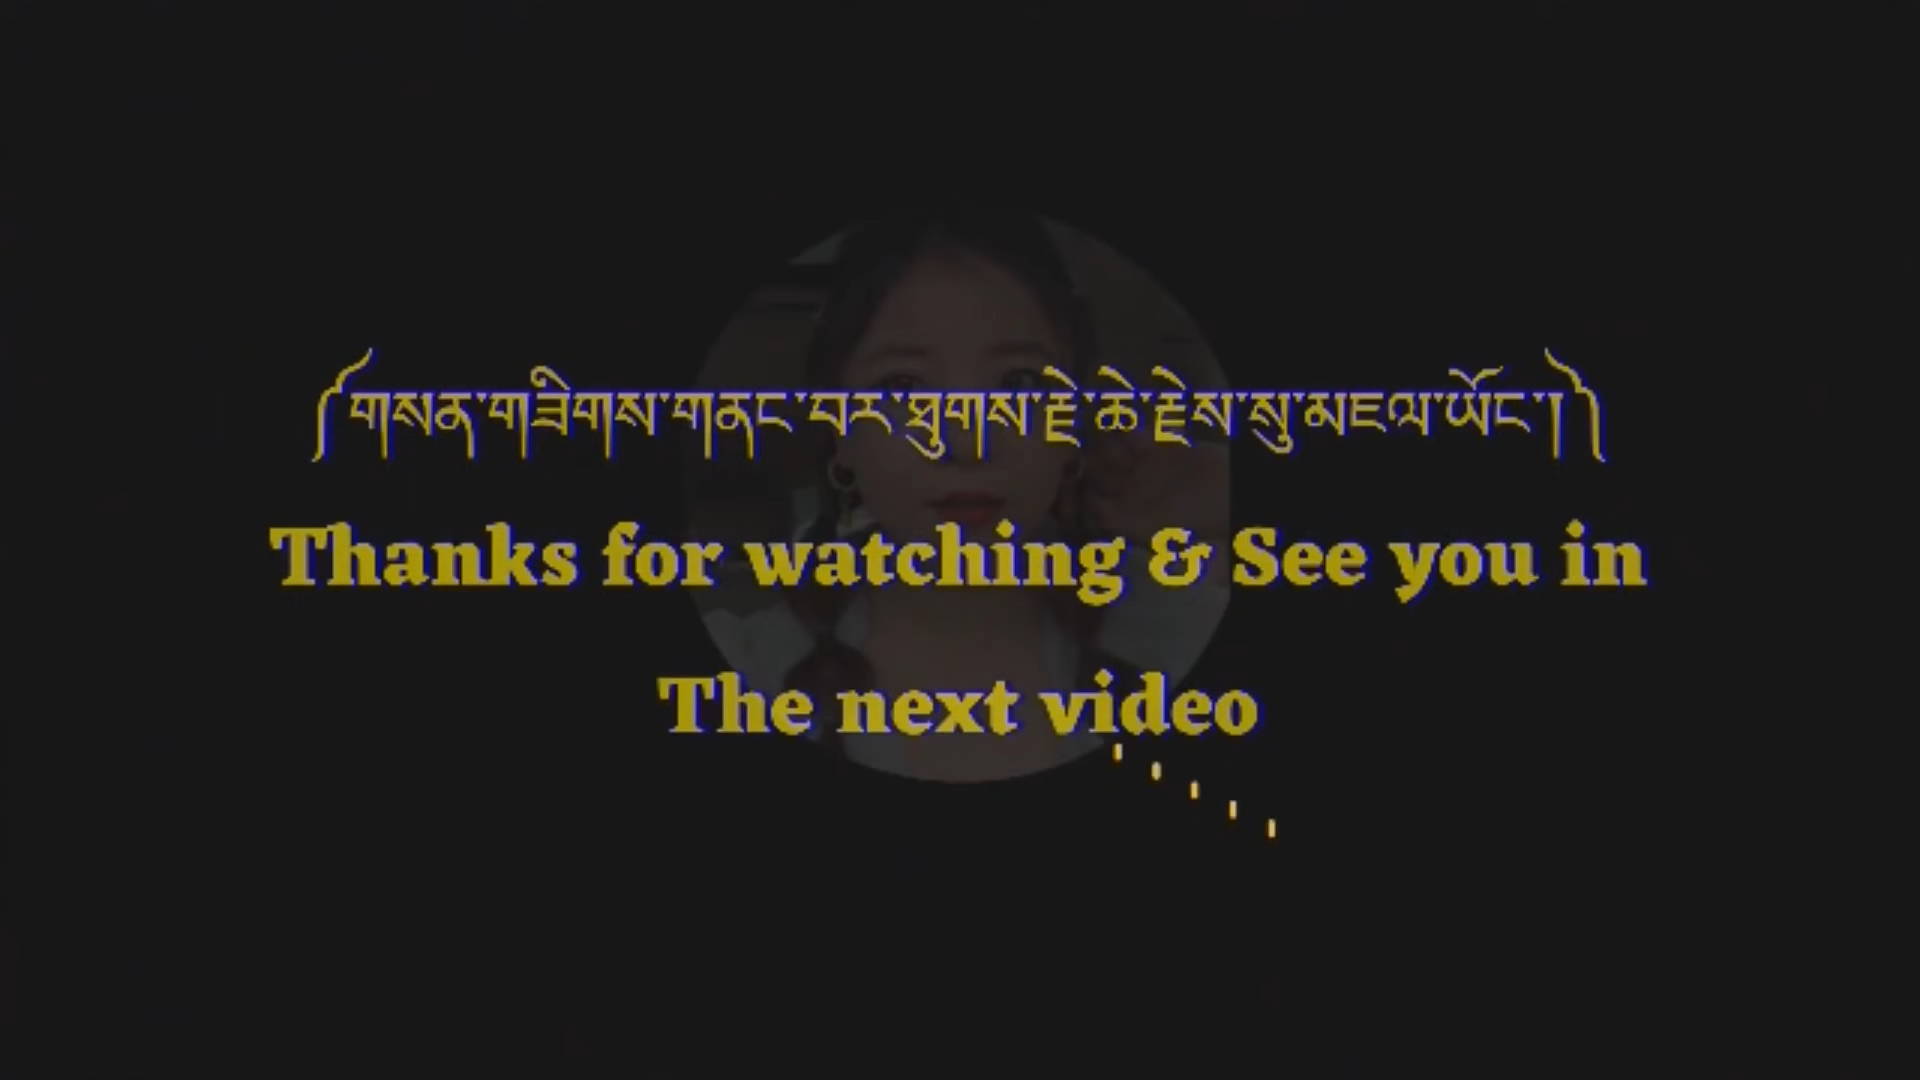 ༼གསན་གཟིགས་གནང་བར་ཐུགས་རྗེ་ཆེ་རྗེས་སུ་མཇལ་ཡོང་།༽
Thanks for watching & See you in
The next video